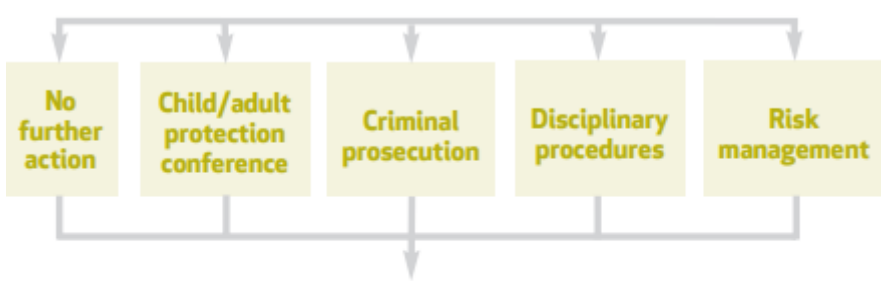 No
further
action
Child/adult
protection
conference
Criminal
prosecution
Disciplinary
procedures
Risk
management